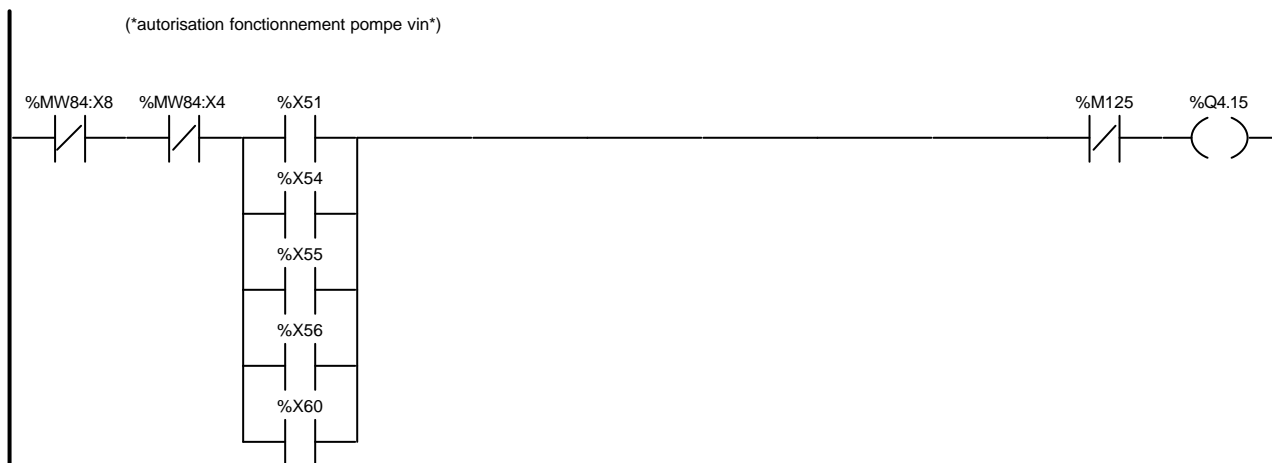 (*autorisation fonctionnement pompe vin*)
%MW84:X8 %MW84:X4 %X51 %M125 %Q4.15
%X54
%X55
%X56
%X60